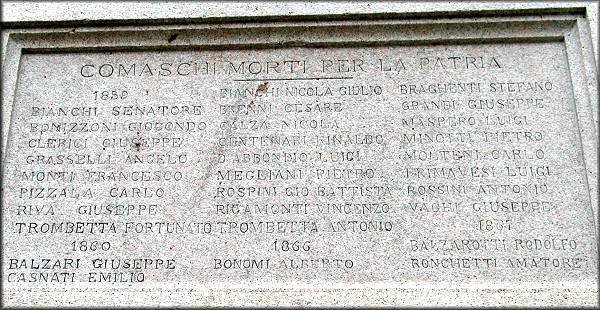 COMASCHI MORTI PER LA PATRIA
1859
BIANCHI SENATORE
BONIZZONI GIOCONDO
CLERICI GIUSEPPE
GRASSELLI ANGELO
MONTI FRANCESCO
PIZZALA CARLO
RIVA GIUSEPPE
TROMBETTA FORTUNATO
1860
BALZARI GIUSEPPE
CASNATI EMILIO
BIANCHI NICOLA GIULIO
BRENNI CESARE
CALZA NICOLA
CENTENARI RINALDO
D'ABBONDIO LUIGI
MEGLIANI PIETRO
ROSPINI GIO BATTISTA
RIGAMONTI VINCENZO
TROMBETTA ANTONIO
1866
BONOMI ALBERTO
BRAGHENTI STEFANO
GRANDI GIUSEPPE
MASPERO LUIGI
MINOTTI PIETRO
MOLTENI CARLO
PRIMAVESI LUIGI
ROSSINI ANTONIO
VAGHI GIUSEPPE
1897
BALZAROTTI RODOLFO
RONCHETTI AMATORE